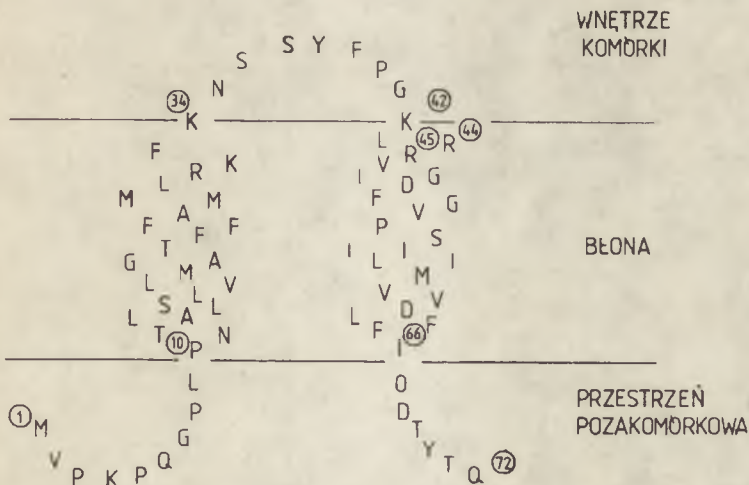 WNĘTRZE
S Y F KOMÓRKI
S P
N G
34 42
K K
L 45 R 44
F V R
K I D G
L R F G
M A M V
F F F P S
T I I
G A L I
L M M
L V V V
S L D
L A L L F F
T N 66
10 P I
L O
P D PRZESTRZEŃ
1 M G T POZAKOMÓRKOWA
V Q Y
P K P T Q 72
BŁONA